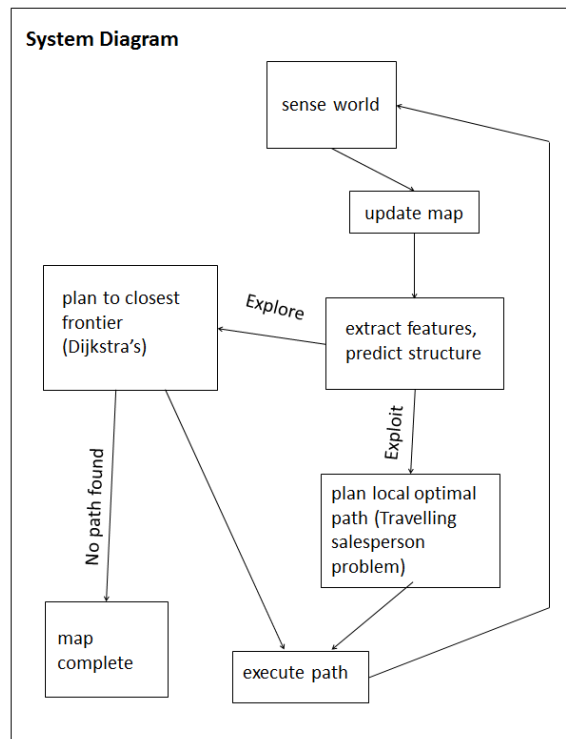 System Diagram
sense world
update map
extract features,
predict structure
Explore
plan to closest
frontier
(Dijkstra's)
Exploit
plan local optimal
path (Travelling
salesperson
problem)
No path found
map
complete
execute path